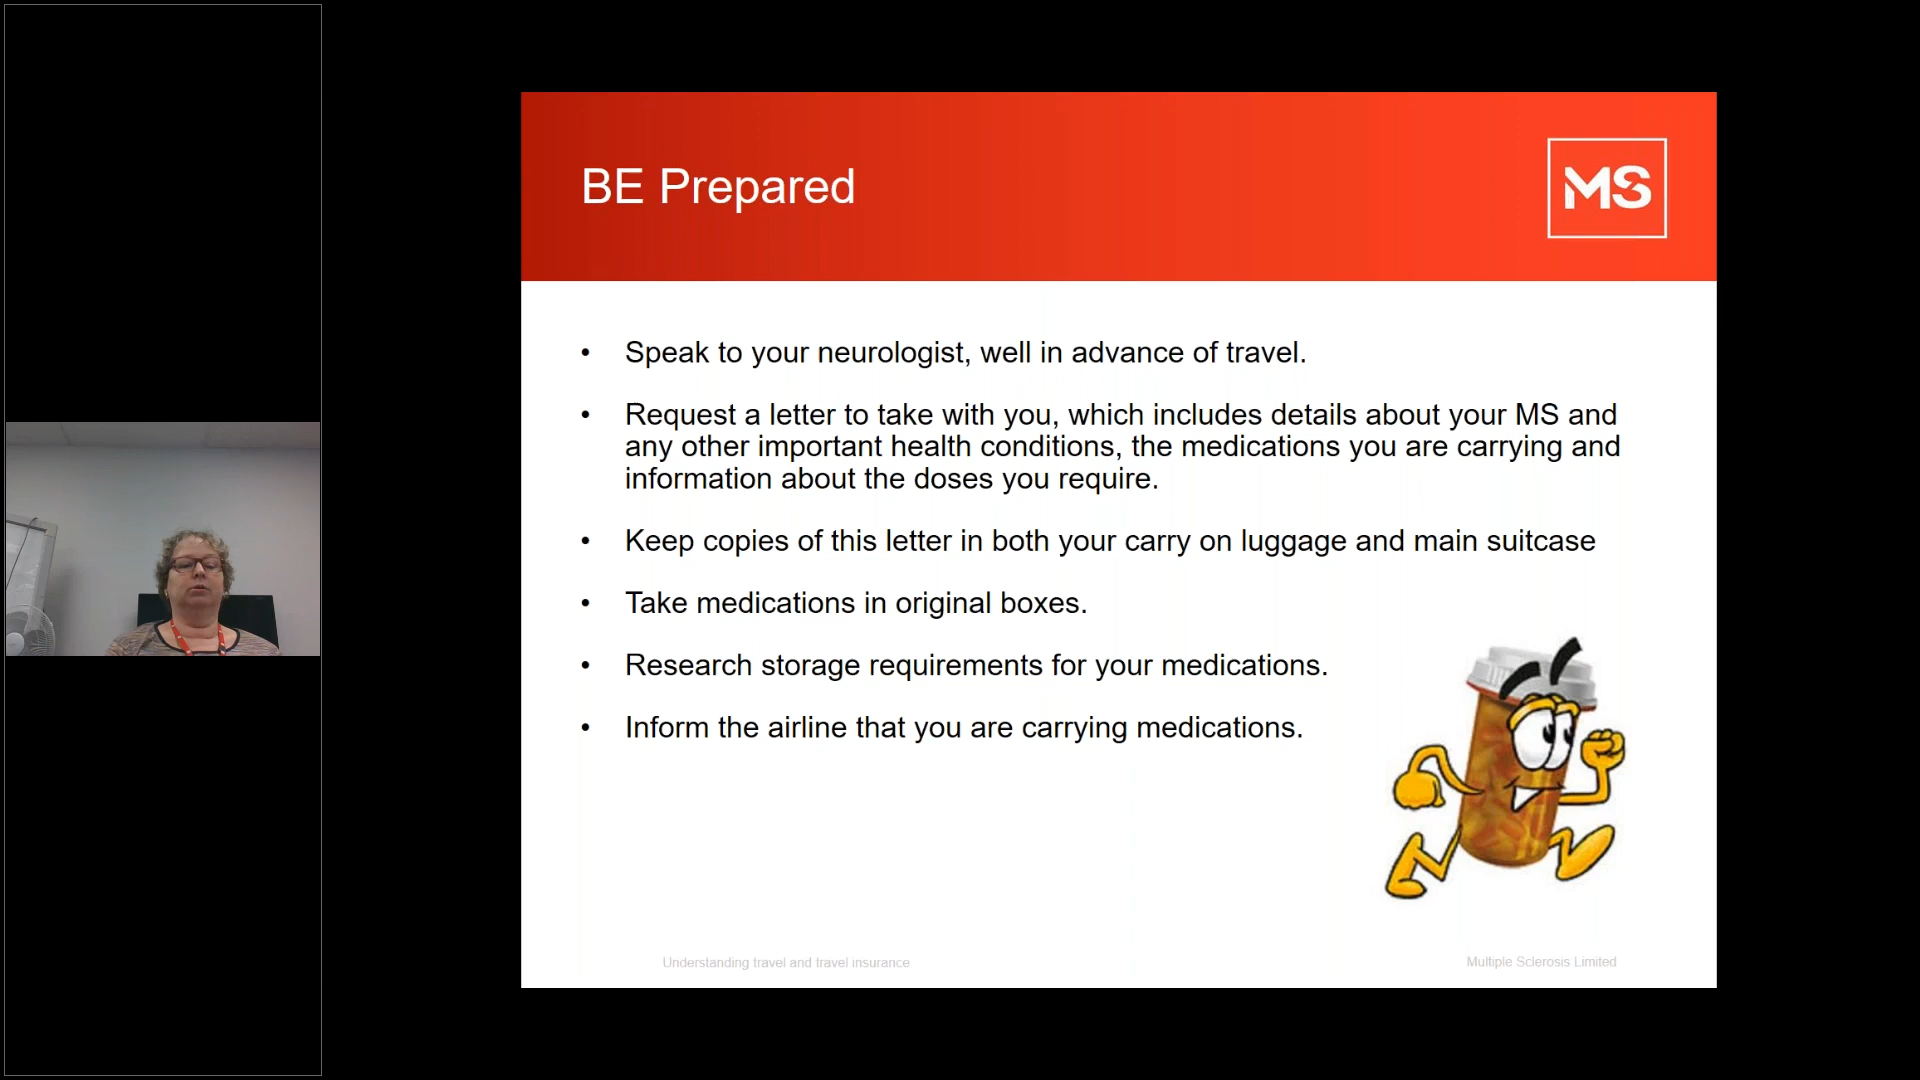 BE Prepared
MS
• Speak to your neurologist, well in advance of travel.
• Request a letter to take with you, which includes details about your MS and
any other important health conditions, the medications you are carrying and
information about the doses you require.
• Keep copies of this letter in both your carry on luggage and main suitcase
• Take medications in original boxes.
• Research storage requirements for your medications.
• Inform the airline that you are carrying medications.
Understanding travel and travel insurance
Multiple Sclerosis Limited